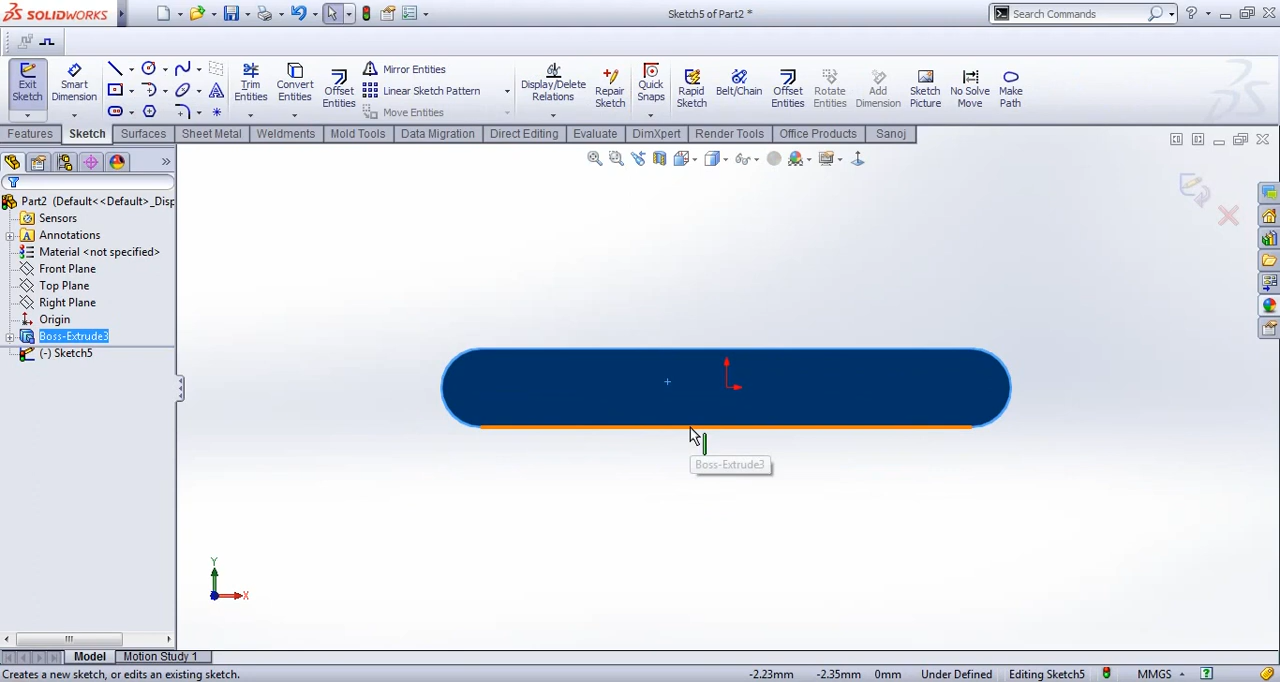 SOLIDWORKS
Sketch5 of Part2 *
Search Commands
Exit Sketch
Smart Dimension
Trim Entities
Convert Entities
Offset Entities
Mirror Entities
Linear Sketch Pattern
Move Entities
Display/Delete Relations
Repair Sketch
Quick Snaps
Rapid Sketch
Belt/Chain
Offset Entities
Rotate Entities
Add Dimension
Sketch Picture
No Solve Move
Make Path
Features Sketch Surfaces Sheet Metal Weldments Mold Tools Data Migration Direct Editing Evaluate DimXpert Render Tools Office Products Sanoj
Part2 (Default<<Default>_Disp
Sensors
Annotations
Material <not specified>
Front Plane
Top Plane
Right Plane
Origin
Boss-Extrude3
(-) Sketch5
Boss-Extrude3
Y
X
Model Motion Study 1
Creates a new sketch, or edits an existing sketch. -2.23mm -2.35mm 0mm Under Defined Editing Sketch5 MMGS